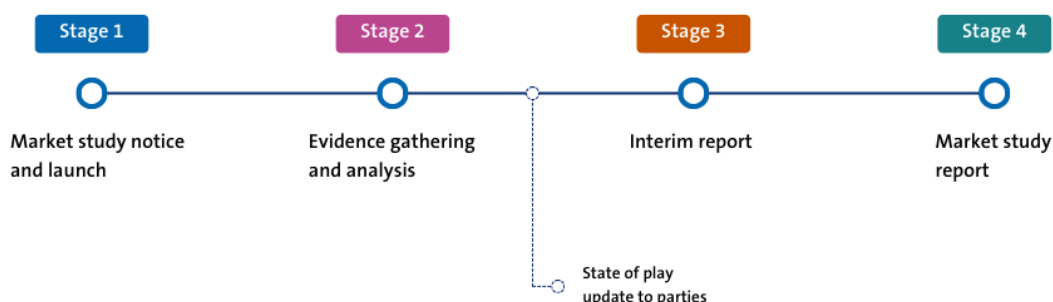 Stage 1
Stage 2
Stage 3
Stage 4
Market study notice
and launch
Evidence gathering
and analysis
Interim report
Market study
report
State of play
update to parties